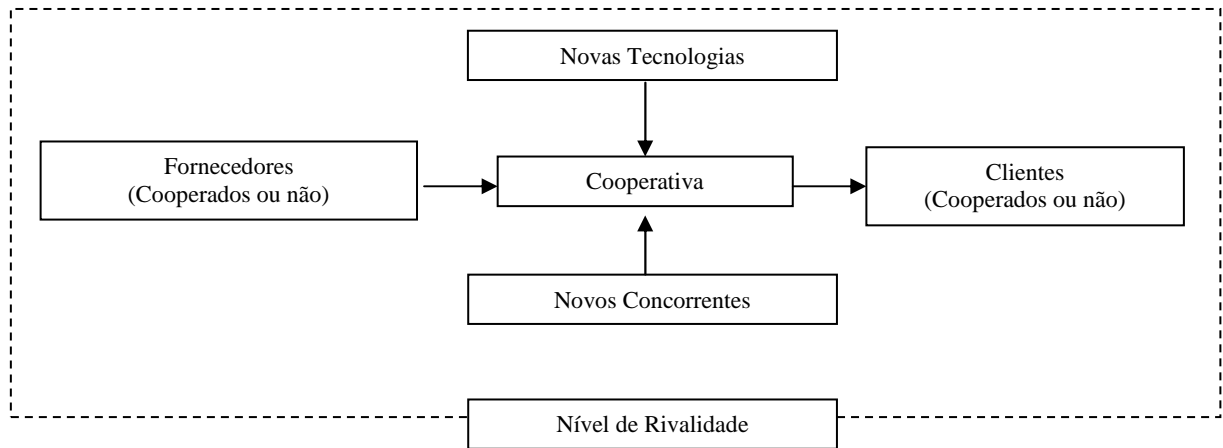 Novas Tecnologias
Fornecedores
(Cooperados ou não)
Cooperativa
Clientes
(Cooperados ou não)
Novos Concorrentes
Nível de Rivalidade